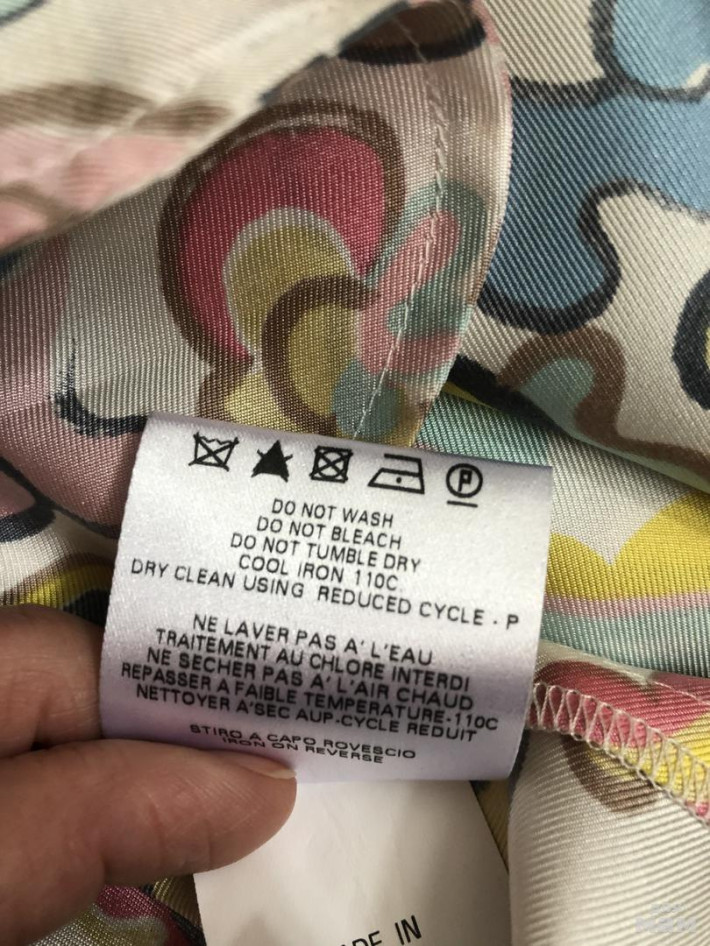 P
DO NOT WASH
DO NOT BLEACH
DO NOT TUMBLE DRY
COOL IRON 110C
DRY CLEAN USING REDUCED CYCLE - P
NE LAVER PAS A' L'EAU
TRAITEMENT AU CHLORE INTERDI
NE SECHER PAS A' L'AIR CHAUD
REPASSER A FAIBLE TEMPERATURE-110C
NETTOYER A'SEC AUP-CYCLE REDUIT
STIRO A CAPO ROVESCIO
IRON ON REVERSE
IN